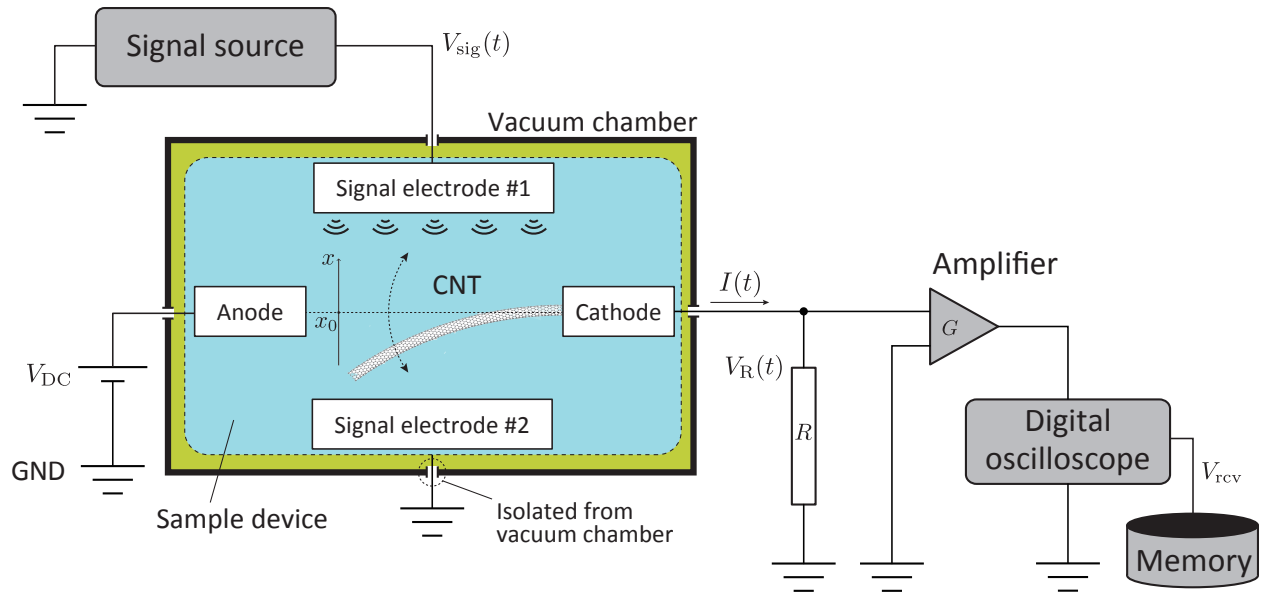 Signal source
V_sig(t)
Vacuum chamber
Signal electrode #1
Amplifier
x
CNT
I(t)
Anode
x_0
Cathode
G
V_DC
V_R(t)
Signal electrode #2
R
Digital
oscilloscope
GND
V_rcv
Sample device
Isolated from
vacuum chamber
Memory